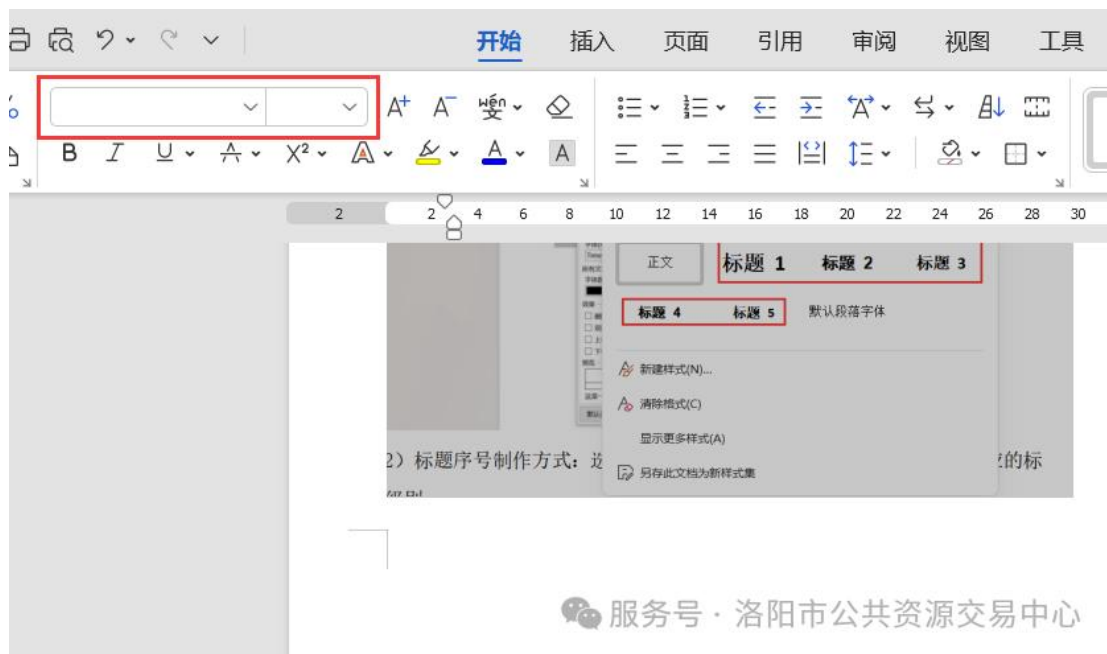 开始 插入 页面 引用 审阅 视图 工具
A+ A- wén 变
B I U A X² A A A
2 2 4 6 8 10 12 14 16 18 20 22 24 26 28 30
正文 标题 1 标题 2 标题 3
标题 4 标题 5 默认段落字体
新建样式(N)...
清除格式(C)
显示更多样式(A)
2）标题序号制作方式：
的标
另存此文档为新样式集
服务号 · 洛阳市公共资源交易中心